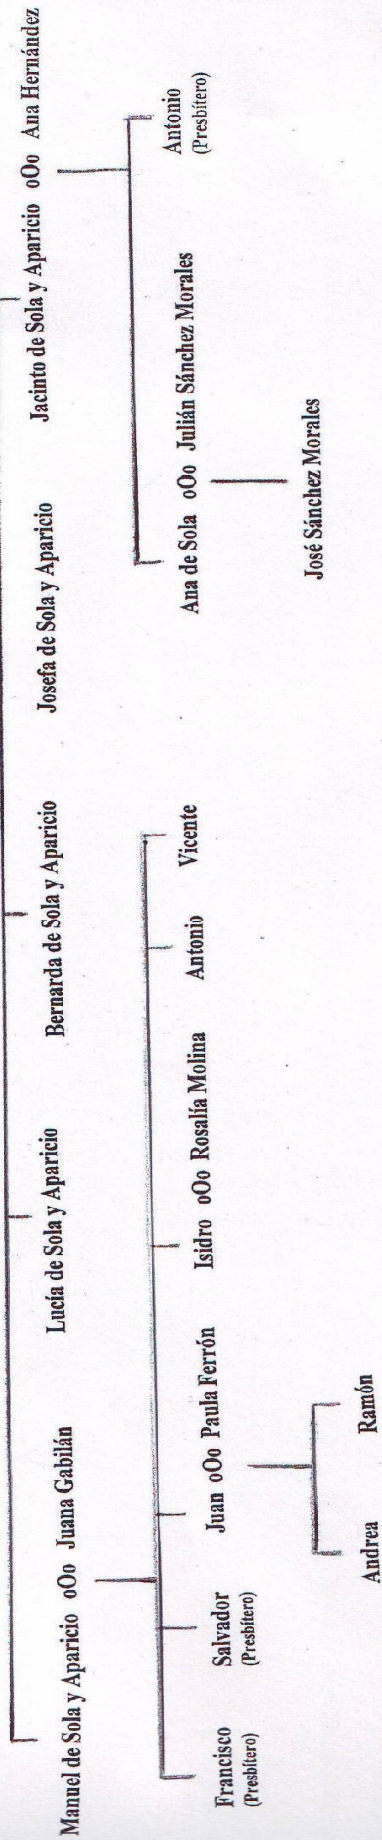 Manuel de Sola y Aparicio oOo Juana Gabilán
Lucía de Sola y Aparicio
Bernarda de Sola y Aparicio
Josefa de Sola y Aparicio
Jacinto de Sola y Aparicio oOo Ana Hernández
Francisco
(Presbítero)
Salvador
(Presbítero)
Juan oOo Paula Ferrón
Isidro oOo Rosalía Molina
Antonio
Vicente
Ana de Sola oOo Julián Sánchez Morales
Antonio
(Presbítero)
Andrea
Ramón
José Sánchez Morales